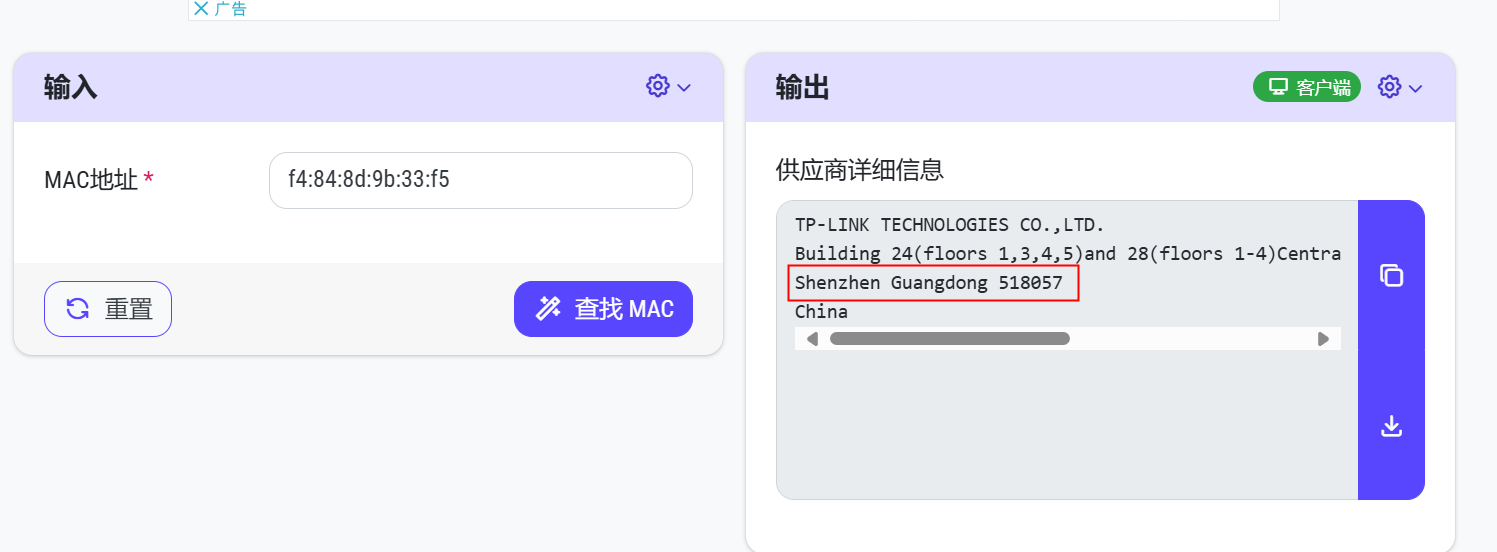 广告
输入
MAC地址 *
f4:84:8d:9b:33:f5
重置
查找 MAC
输出
客户端
供应商详细信息
TP-LINK TECHNOLOGIES CO.,LTD.
Building 24(floors 1,3,4,5)and 28(floors 1-4)Centra
Shenzhen Guangdong 518057
China